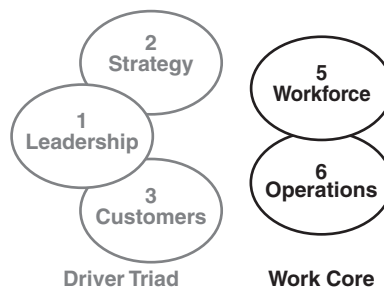 2
Strategy
1
Leadership
3
Customers
Driver Triad
5
Workforce
6
Operations
Work Core